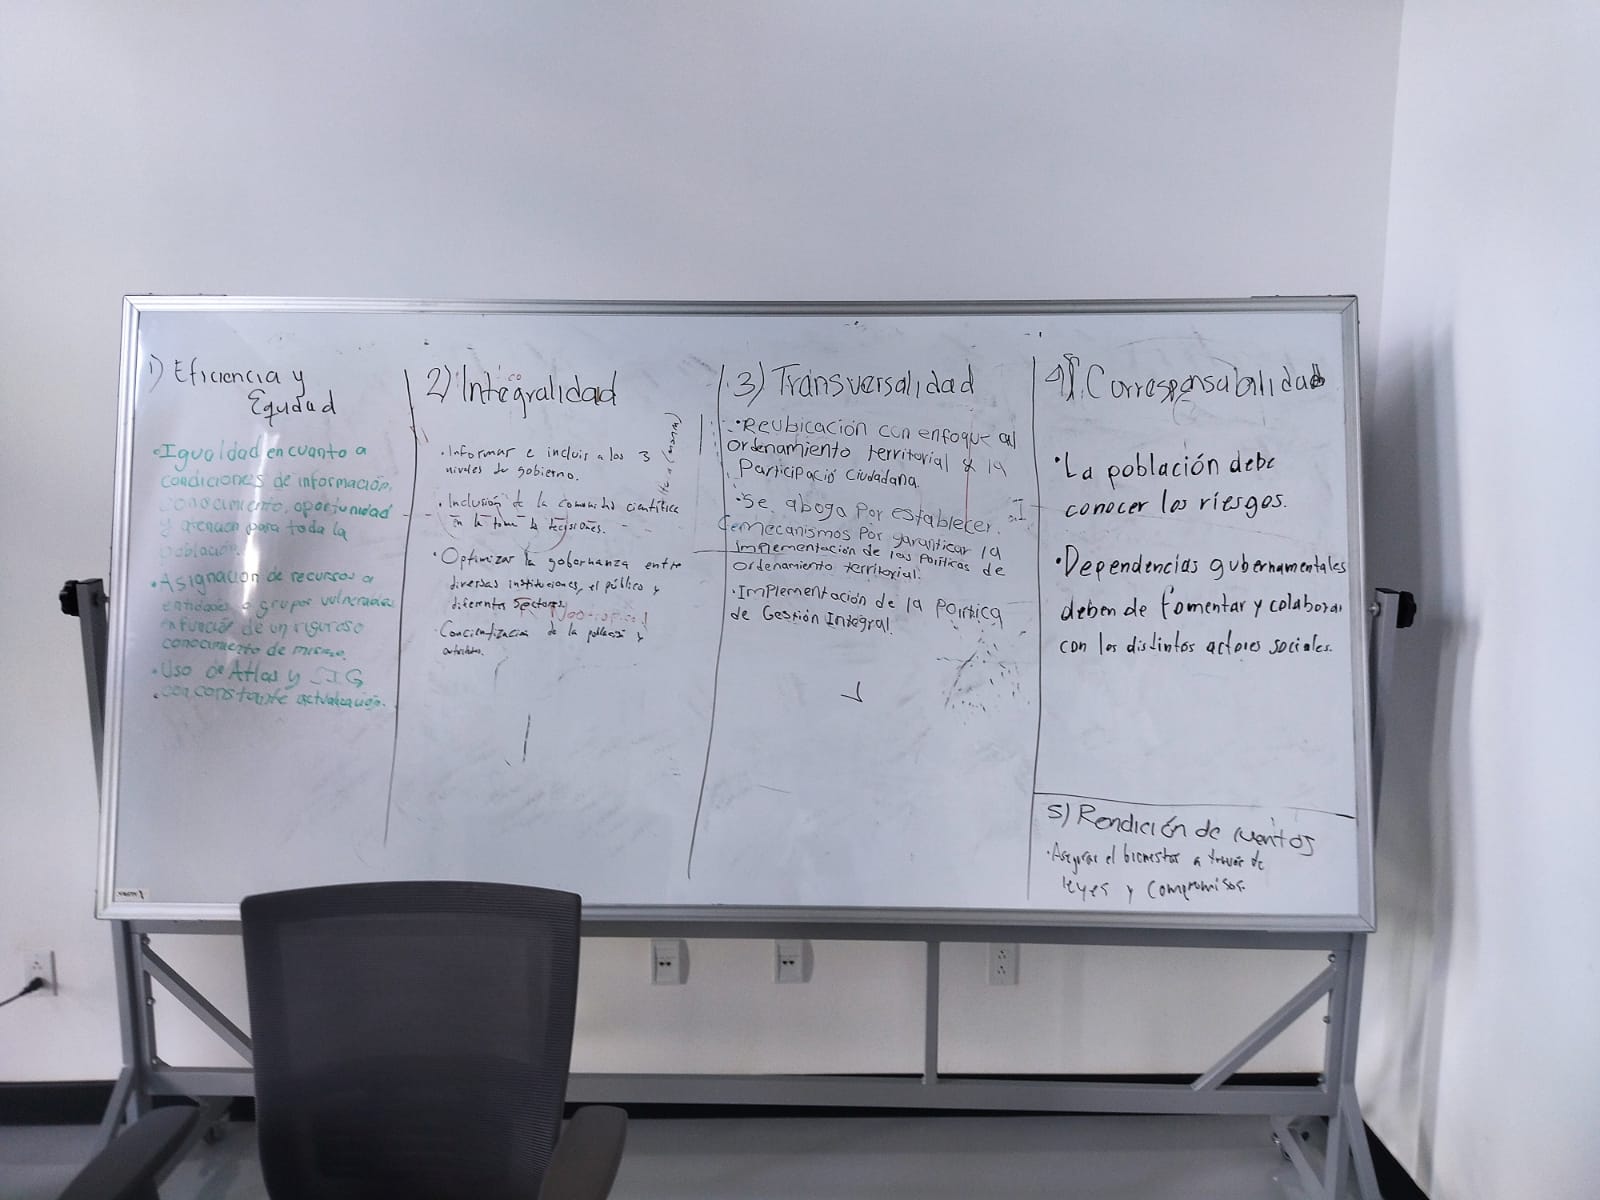 1) Eficiencia y
Equidad
• Igualdad en cuanto a
condiciones de información,
conocimiento, oportunidad
y atención para toda la
población.
• Asignación de recursos a
entidades o grupos vulnerables
en función de un riguroso
conocimiento de
• Uso de Atlas y SIG
con constante actualización.
2) Integralidad
• Informar e incluir a los 3
niveles de gobierno.
• Inclusión de la comunidad científica
en la toma de decisiones.
• Optimizar la gobernanza entre
diversas instituciones, el público y
diferentes sectores
• Concientización de la población y
autoridades.
3) Transversalidad
• Reubicación con enfoque al
ordenamiento territorial & la
Participació ciudadana.
• Se aboga por establecer
mecanismos por garanticar la
implementación de las políticas de
ordenamiento territorial.
• Implementación de la política
de Gestión Integral.
4) Corresponsabilidad
• La población debe
conocer los riesgos.
• Dependencias gubernamentales
deben de fomentar y colaborar
con los distintos actores sociales.
5) Rendición de cuentas
• Asegurar el bienestar a través de
leyes y compromisos.